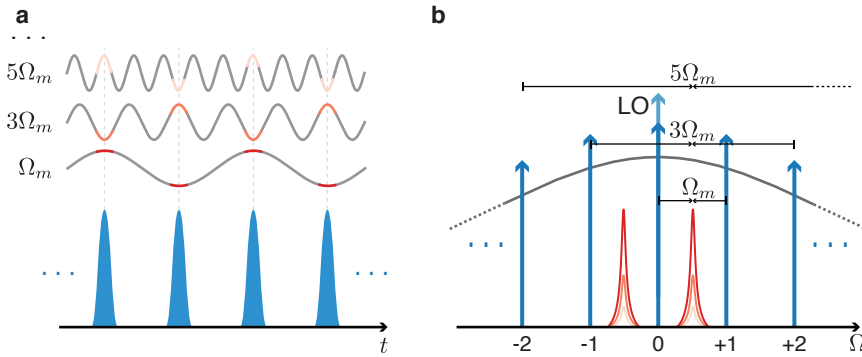 a
. . .
5Ωₘ
3Ωₘ
Ωₘ
. . .
. . .
t
b
5Ωₘ
LO
3Ωₘ
Ωₘ
. . .
. . .
-2 -1 0 +1 +2
Ω